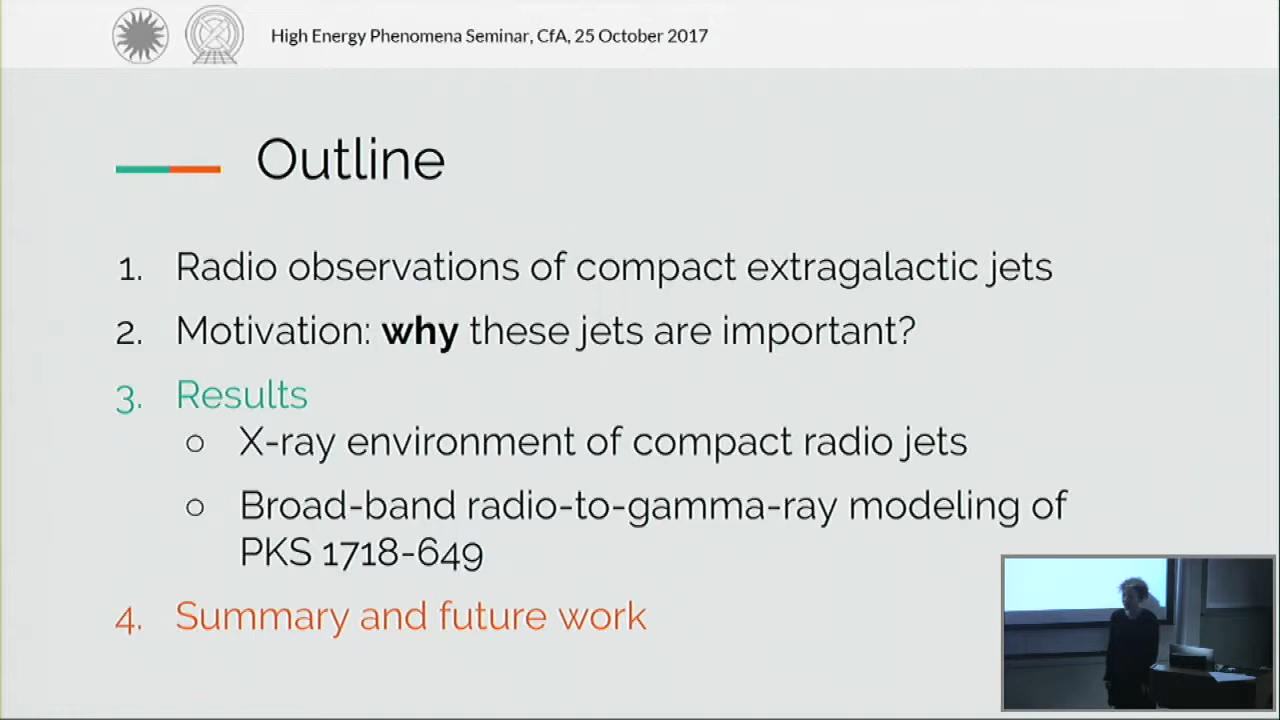 High Energy Phenomena Seminar, CfA, 25 October 2017
Outline
1. Radio observations of compact extragalactic jets
2. Motivation: why these jets are important?
3. Results
○ X-ray environment of compact radio jets
○ Broad-band radio-to-gamma-ray modeling of
PKS 1718-649
4. Summary and future work